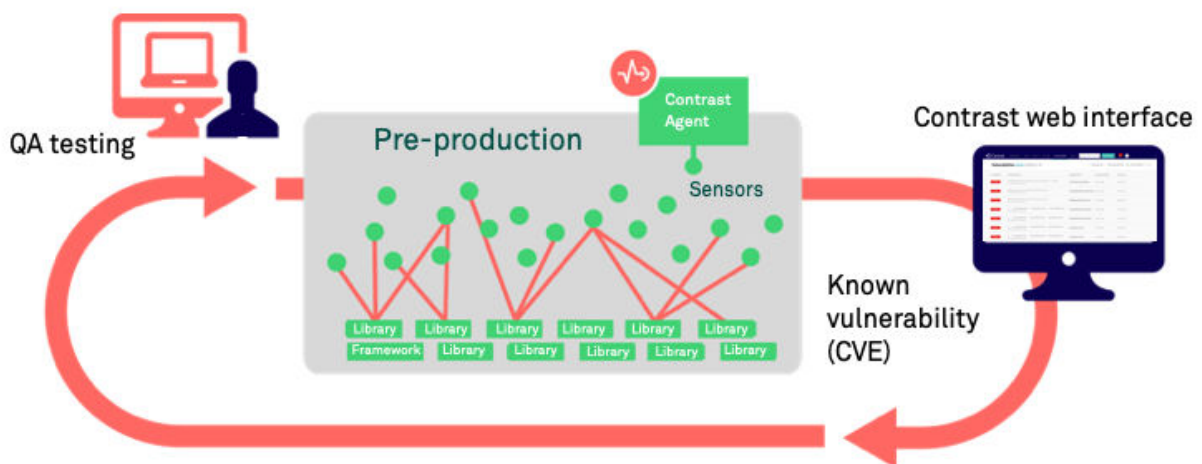 QA testing
Pre-production
Contrast
Agent
Sensors
Contrast web interface
Known
vulnerability
(CVE)
Library Library Library Library Library Library
Framework Library Library Library Library Library